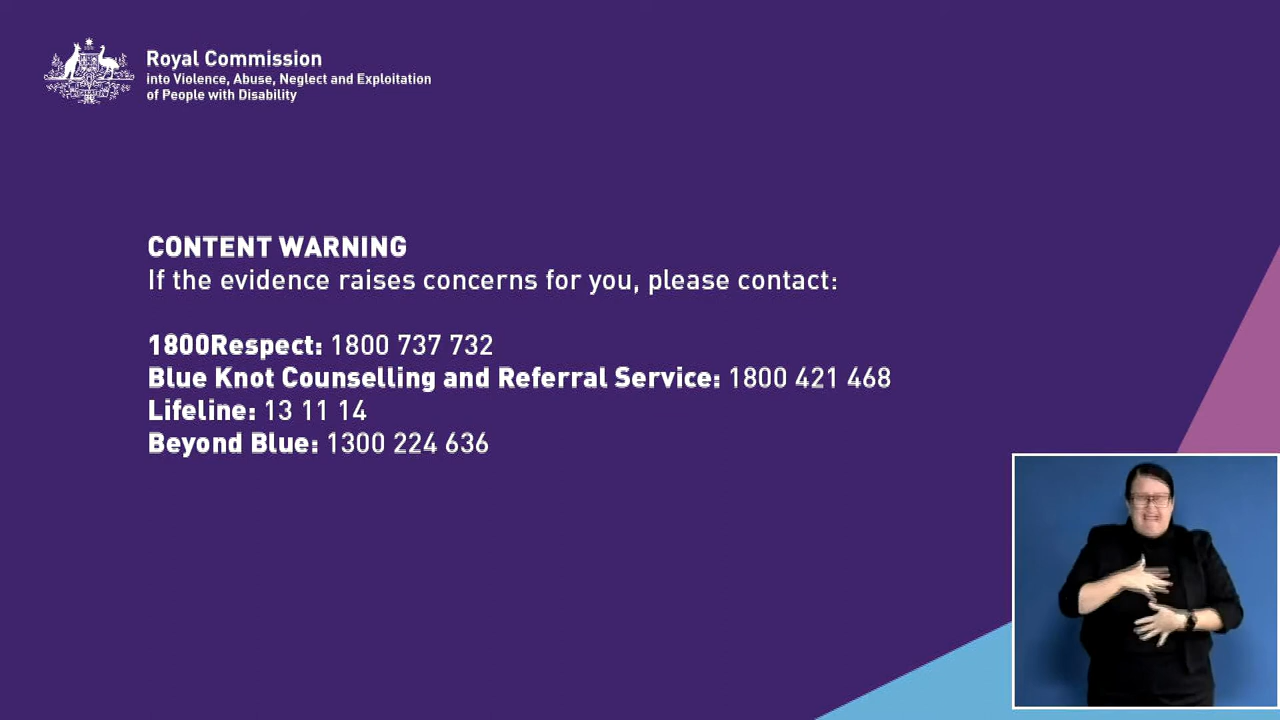 Royal Commission
into Violence, Abuse, Neglect and Exploitation
of People with Disability
CONTENT WARNING
If the evidence raises concerns for you, please contact:
1800Respect: 1800 737 732
Blue Knot Counselling and Referral Service: 1800 421 468
Lifeline: 13 11 14
Beyond Blue: 1300 224 636